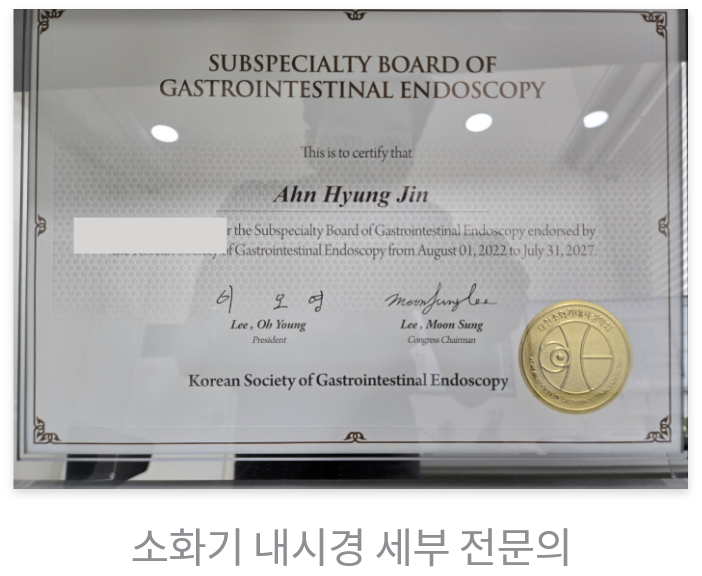 SUBSPECIALTY BOARD OF
GASTROINTESTINAL ENDOSCOPY
This is to certify that
Ahn Hyung Jin
the Subspecialty Board of Gastrointestinal Endoscopy endorsed by
of Gastrointestinal Endoscopy from August 01, 2022 to July 31, 2027
이 오 영
Moon Sung Lee
Lee , Oh Young
Lee , Moon Sung
President
Congress Chairman
Korean Society of Gastrointestinal Endoscopy
소화기 내시경 세부 전문의